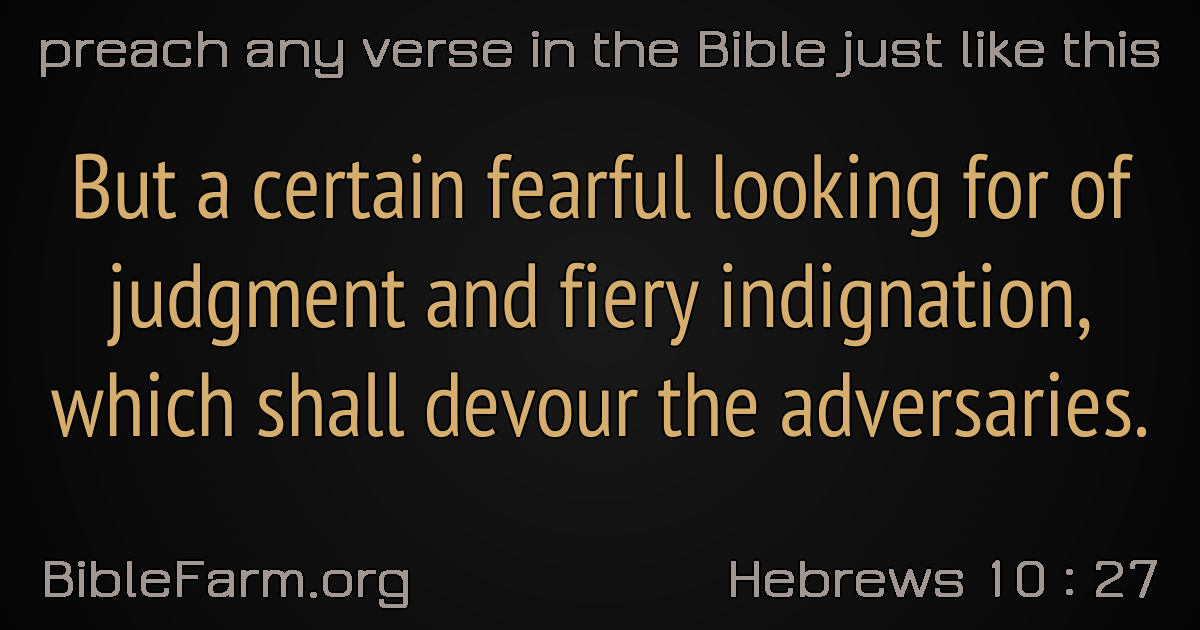 preach any verse in the Bible just like this
But a certain fearful looking for of
judgment and fiery indignation,
which shall devour the adversaries.
BibleFarm.org
Hebrews 10 : 27